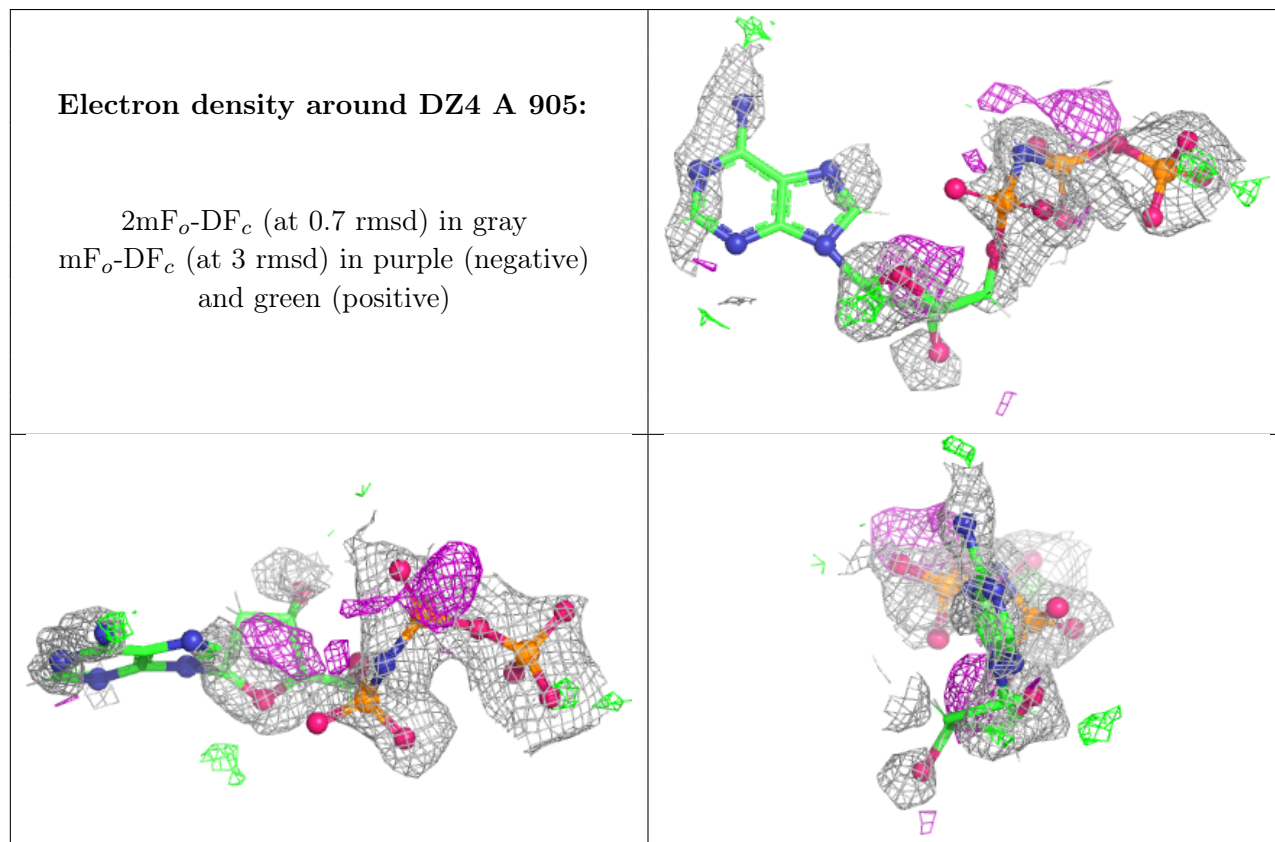 Electron density around DZ4 A 905:
2mFₒ-DF𝒸 (at 0.7 rmsd) in gray
mFₒ-DF𝒸 (at 3 rmsd) in purple (negative)
and green (positive)